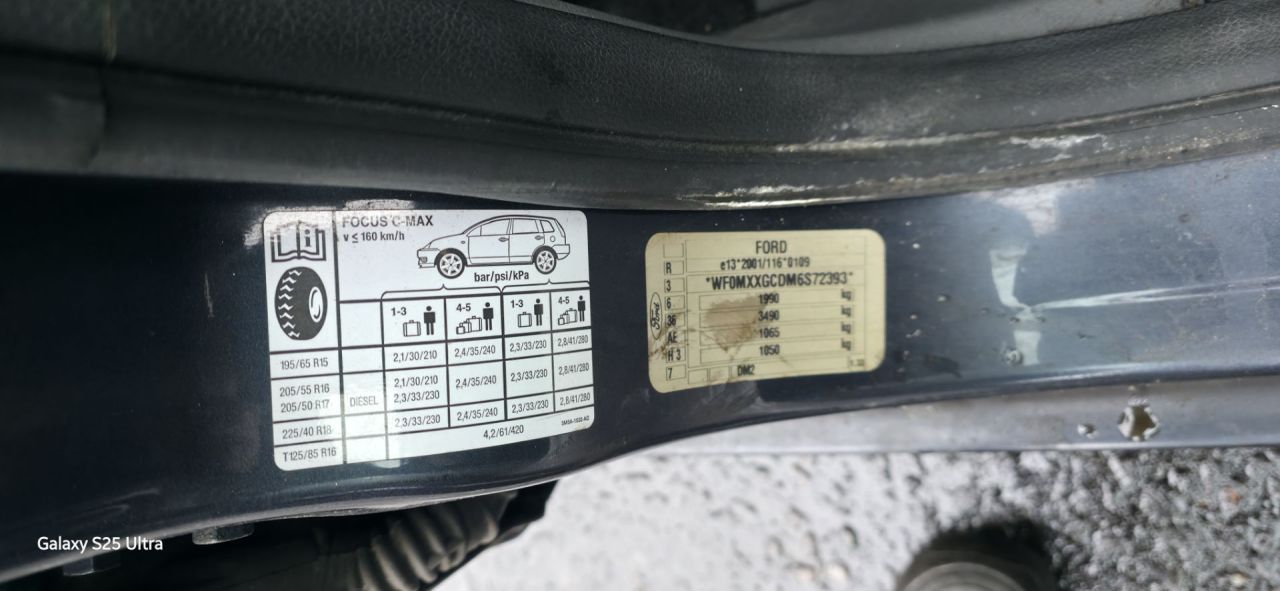 FOCUS C-MAX
v ≤ 160 km/h
bar/psi/kPa
1-3 4-5 1-3 4-5
195/65 R15 2,1/30/210 2,4/35/240 2,3/33/230 2,8/41/280
205/55 R16 2,1/30/210 2,4/35/240 2,3/33/230 2,8/41/280
205/50 R17 DIESEL 2,3/33/230
225/40 R18 2,3/33/230 2,4/35/240 2,3/33/230 2,8/41/280
T125/85 R16 4,2/61/420
FORD
R e13*2001/116*0109
3 *WF0MXXGCDM6S72393*
6 1990 kg
36 3490 kg
AE 1065 kg
H 3 1050 kg
7 DM2
Ford
Galaxy S25 Ultra